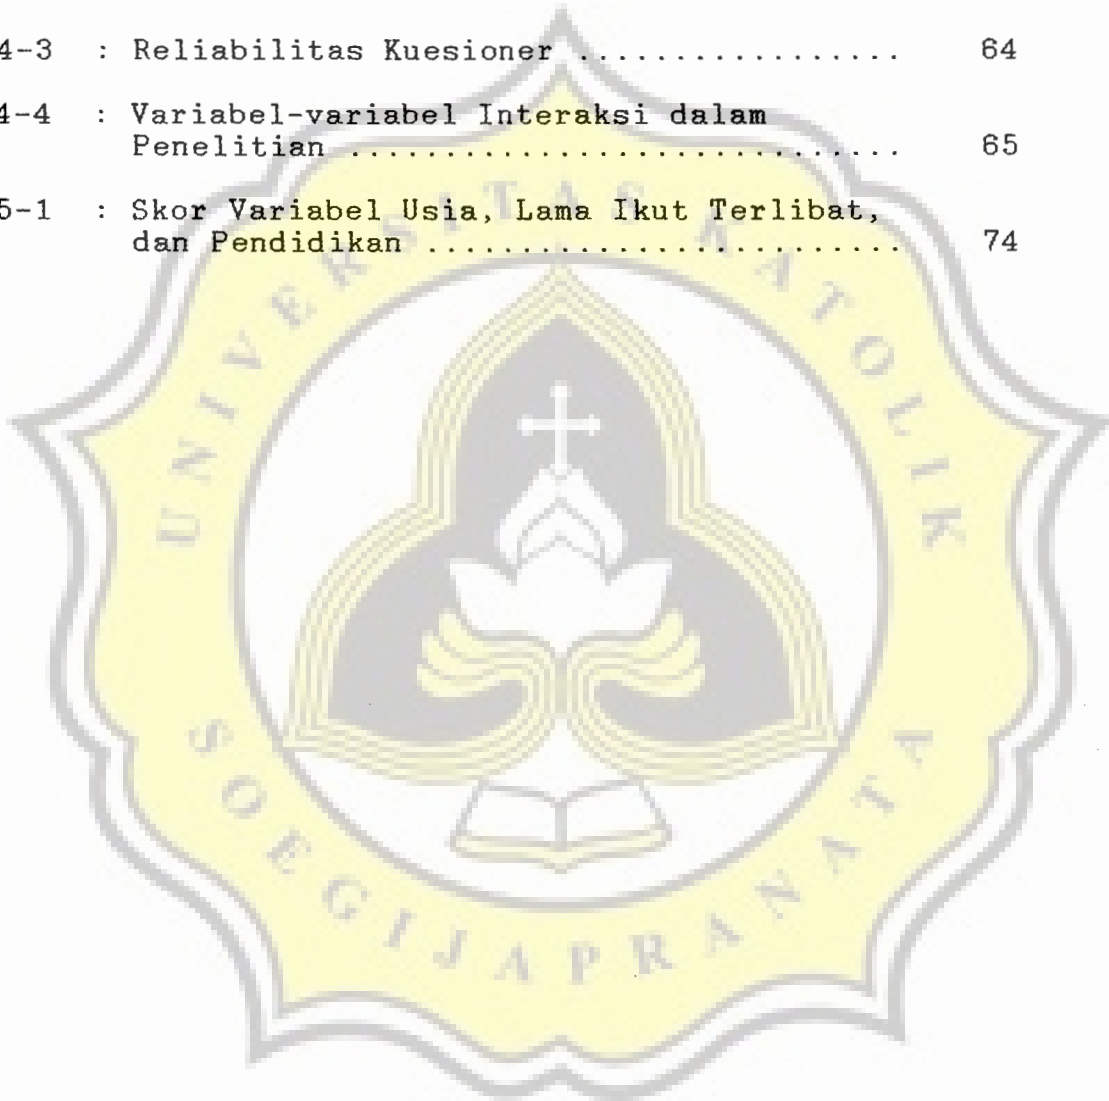 4-3 : Reliabilitas Kuesioner ................. 64
4-4 : Variabel-variabel Interaksi dalam
Penelitian ............................. 65
5-1 : Skor Variabel Usia, Lama Ikut Terlibat,
dan Pendidikan ......................... 74
UNIVERSITAS KATOLIK
SOEGIJAPRANATA